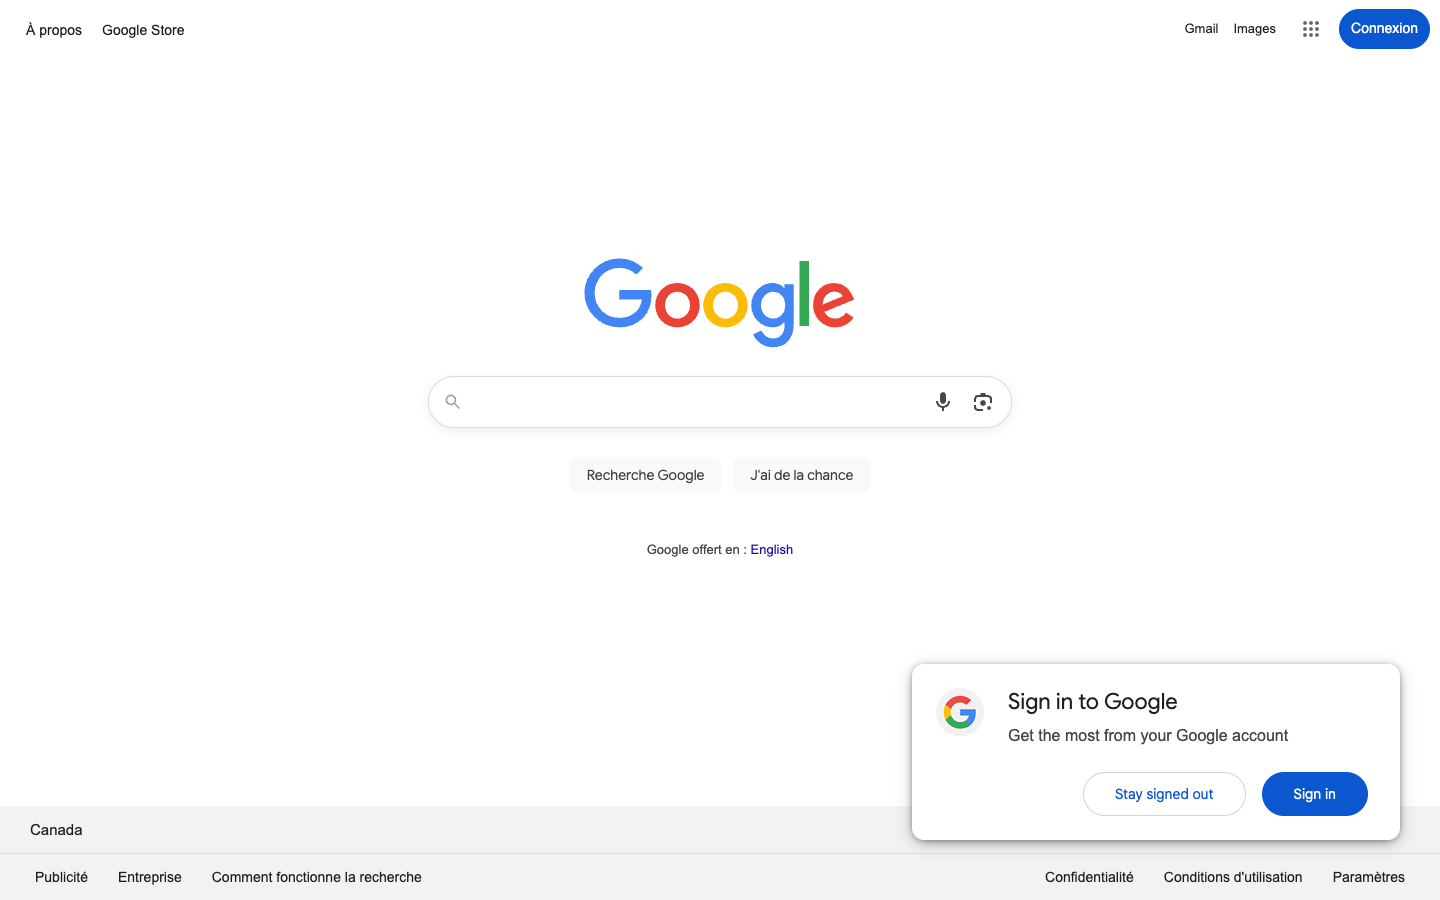 À propos
Google Store
Gmail
Images
Connexion
Google
Recherche Google
J'ai de la chance
Google offert en : English
Sign in to Google
Get the most from your Google account
Stay signed out
Sign in
Canada
Publicité
Entreprise
Comment fonctionne la recherche
Confidentialité
Conditions d'utilisation
Paramètres